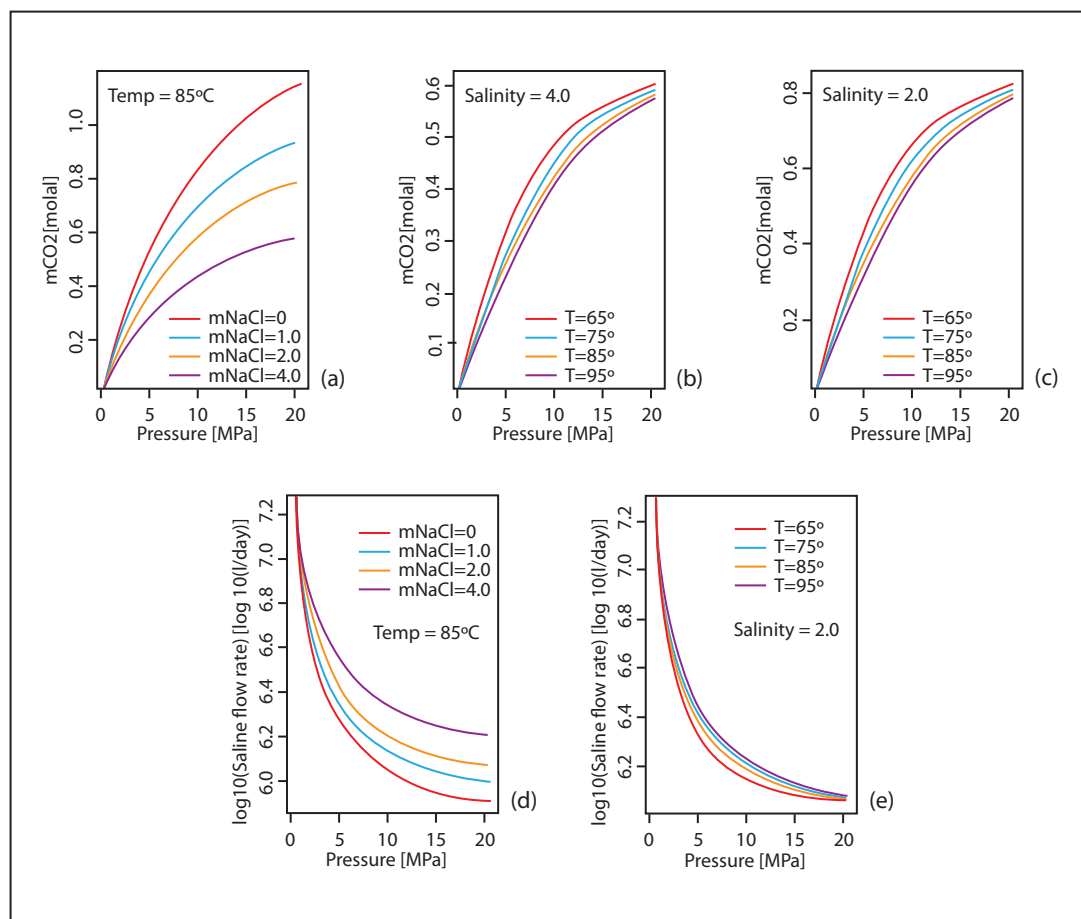 Temp = 85ºC
mCO2[molal]
1.0
0.8
0.6
0.4
0.2
mNaCl=0
mNaCl=1.0
mNaCl=2.0
mNaCl=4.0
0 5 10 15 20
Pressure [MPa]
(a)
Salinity = 4.0
mCO2[molal]
0.6
0.5
0.3
0.2
0.1
T=65º
T=75º
T=85º
T=95º
0 5 10 15 20
Pressure [MPa]
(b)
Salinity = 2.0
mCO2[molal]
0.8
0.6
0.4
0.2
T=65º
T=75º
T=85º
T=95º
0 5 10 15 20
Pressure [MPa]
(c)
log10(Saline flow rate) [log 10(l/day)]
7.2
7.0
6.8
6.6
6.4
6.2
6.0
mNaCl=0
mNaCl=1.0
mNaCl=2.0
mNaCl=4.0
Temp = 85ºC
0 5 10 15 20
Pressure [MPa]
(d)
log10(Saline flow rate) [log 10(l/day)]
7.2
7.0
6.8
6.6
6.4
6.2
T=65º
T=75º
T=85º
T=95º
Salinity = 2.0
0 5 10 15 20
Pressure [MPa]
(e)